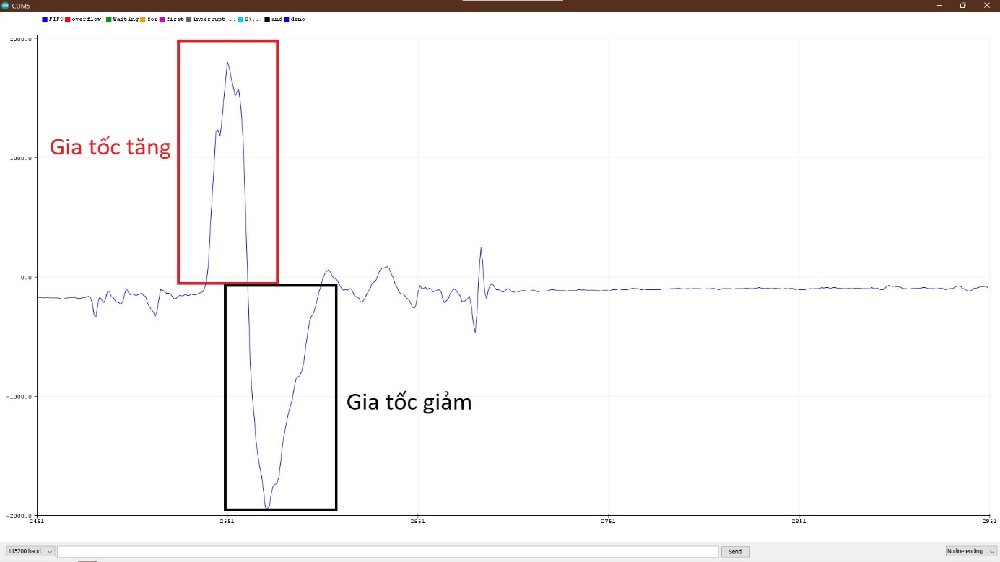 COM5
FIFO overflow! Waiting for first interrupt... 0)... and demo
2000.0
Gia tốc tăng
1000.0
0.0
Gia tốc giảm
-1000.0
-2000.0
2451 2551 2651 2751 2851 2951
115200 baud Send No line ending